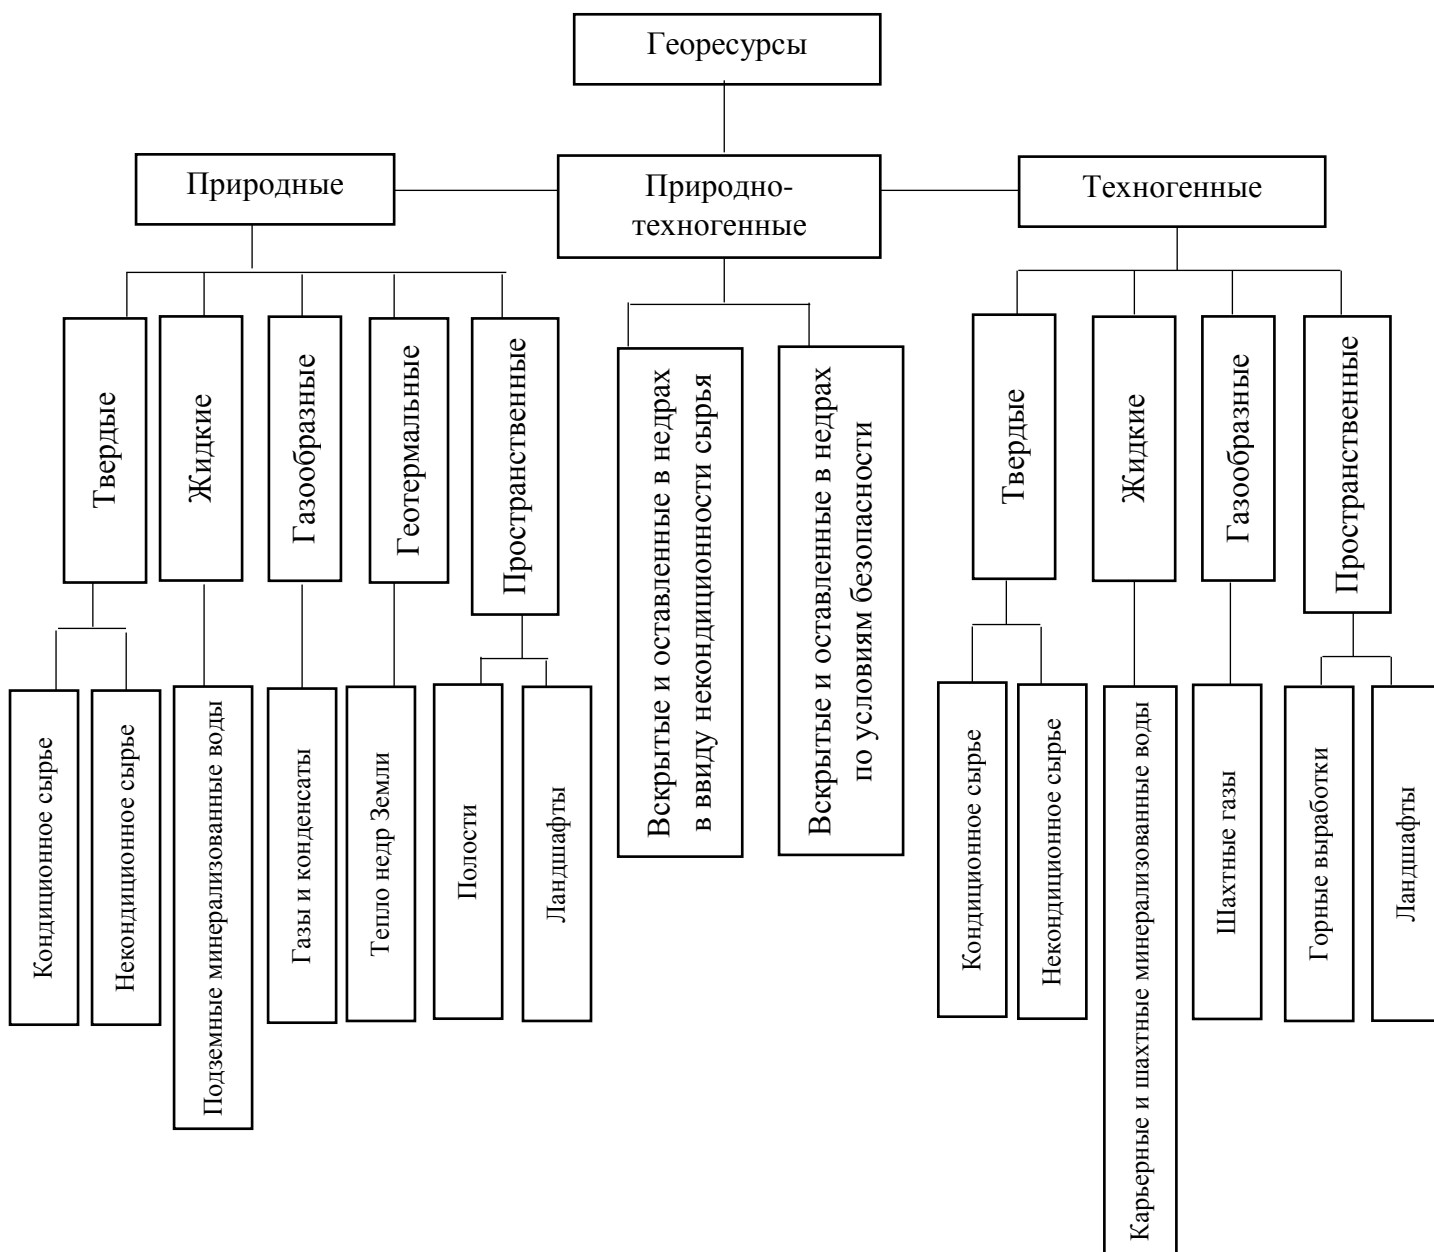 Георесурсы
Природные
Природно-
техногенные
Техногенные
Твердые
Жидкие
Газообразные
Геотермальные
Пространственные
Вскрытые и оставленные в недрах
в ввиду некондиционности сырья
Вскрытые и оставленные в недрах
по условиям безопасности
Твердые
Жидкие
Газообразные
Пространственные
Кондиционное сырье
Некондиционное сырье
Подземные минерализованные воды
Газы и конденсаты
Тепло недр Земли
Полости
Ландшафты
Кондиционное сырье
Некондиционное сырье
Карьерные и шахтные минерализованные воды
Шахтные газы
Горные выработки
Ландшафты